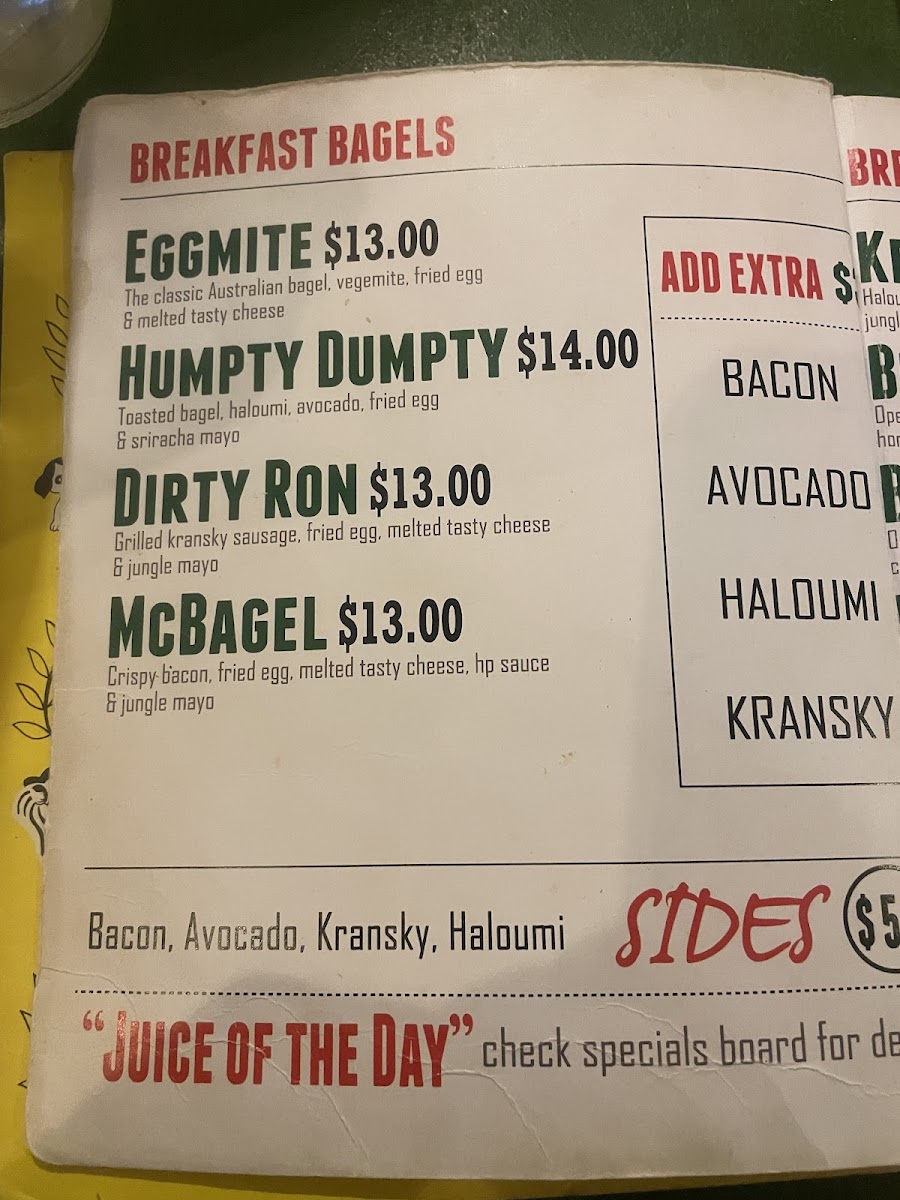 BREAKFAST BAGELS
EGGMITE $13.00
The classic Australian bagel, vegemite, fried egg
& melted tasty cheese
HUMPTY DUMPTY $14.00
Toasted bagel, haloumi, avocado, fried egg
& sriracha mayo
DIRTY RON $13.00
Grilled kransky sausage, fried egg, melted tasty cheese
& jungle mayo
MCBAGEL $13.00
Crispy bacon, fried egg, melted tasty cheese, hp sauce
& jungle mayo
ADD EXTRA $
BACON
AVOCADO
HALOUMI
KRANSKY
Bacon, Avocado, Kransky, Haloumi SIDES $5
"JUICE OF THE DAY" check specials board for de